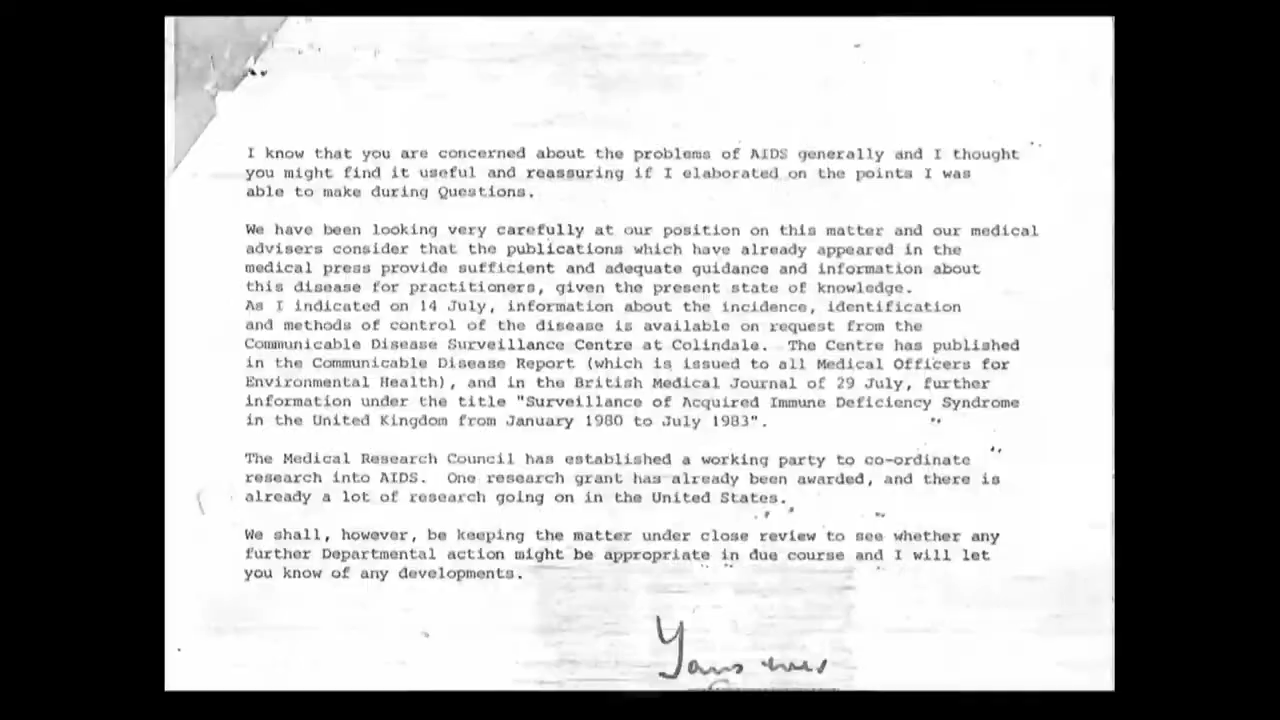 I know that you are concerned about the problems of AIDS generally and I thought
you might find it useful and reassuring if I elaborated on the points I was
able to make during Questions.
We have been looking very carefully at our position on this matter and our medical
advisers consider that the publications which have already appeared in the
medical press provide sufficient and adequate guidance and information about
this disease for practitioners, given the present state of knowledge.
As I indicated on 14 July, information about the incidence, identification
and methods of control of the disease is available on request from the
Communicable Disease Surveillance Centre at Colindale. The Centre has published
in the Communicable Disease Report (which is issued to all Medical Officers for
Environmental Health), and in the British Medical Journal of 29 July, further
information under the title "Surveillance of Acquired Immune Deficiency Syndrome
in the United Kingdom from January 1980 to July 1983".
The Medical Research Council has established a working party to co-ordinate
research into AIDS. One research grant has already been awarded, and there is
already a lot of research going on in the United States.
We shall, however, be keeping the matter under close review to see whether any
further Departmental action might be appropriate in due course and I will let
you know of any developments.
Yours